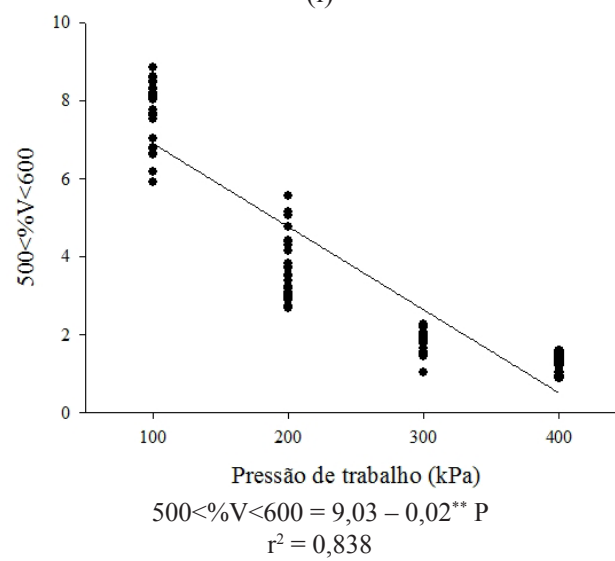 (f)
10
8
6
4
2
0
500<%V<600
100 200 300 400
Pressão de trabalho (kPa)
500<%V<600 = 9,03 – 0,02** P
r² = 0,838